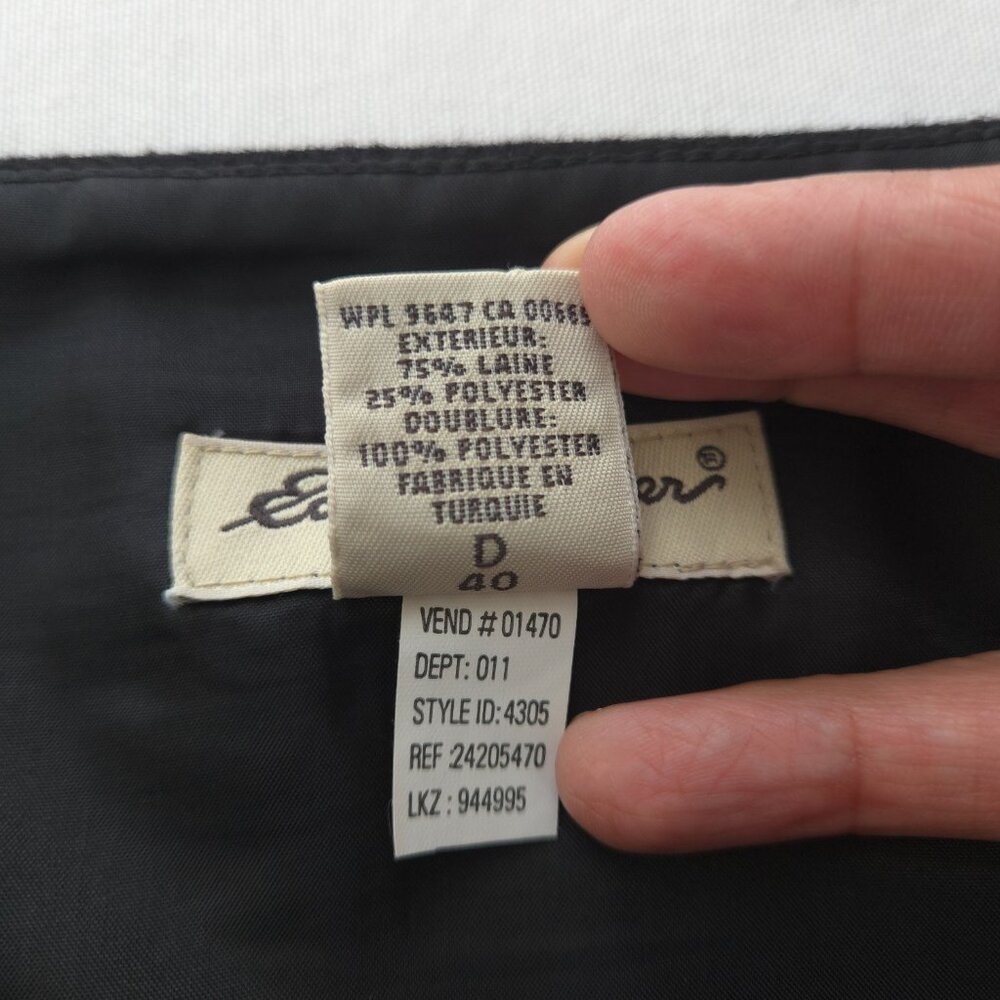 WPL 9647 CA 00665
EXTERIEUR:
75% LAINE
25% POLYESTER
DOUBLURE:
100% POLYESTER
FABRIQUE EN
TURQUIE
D
40
VEND # 01470
DEPT: 011
STYLE ID: 4305
REF :24205470
LKZ : 944995